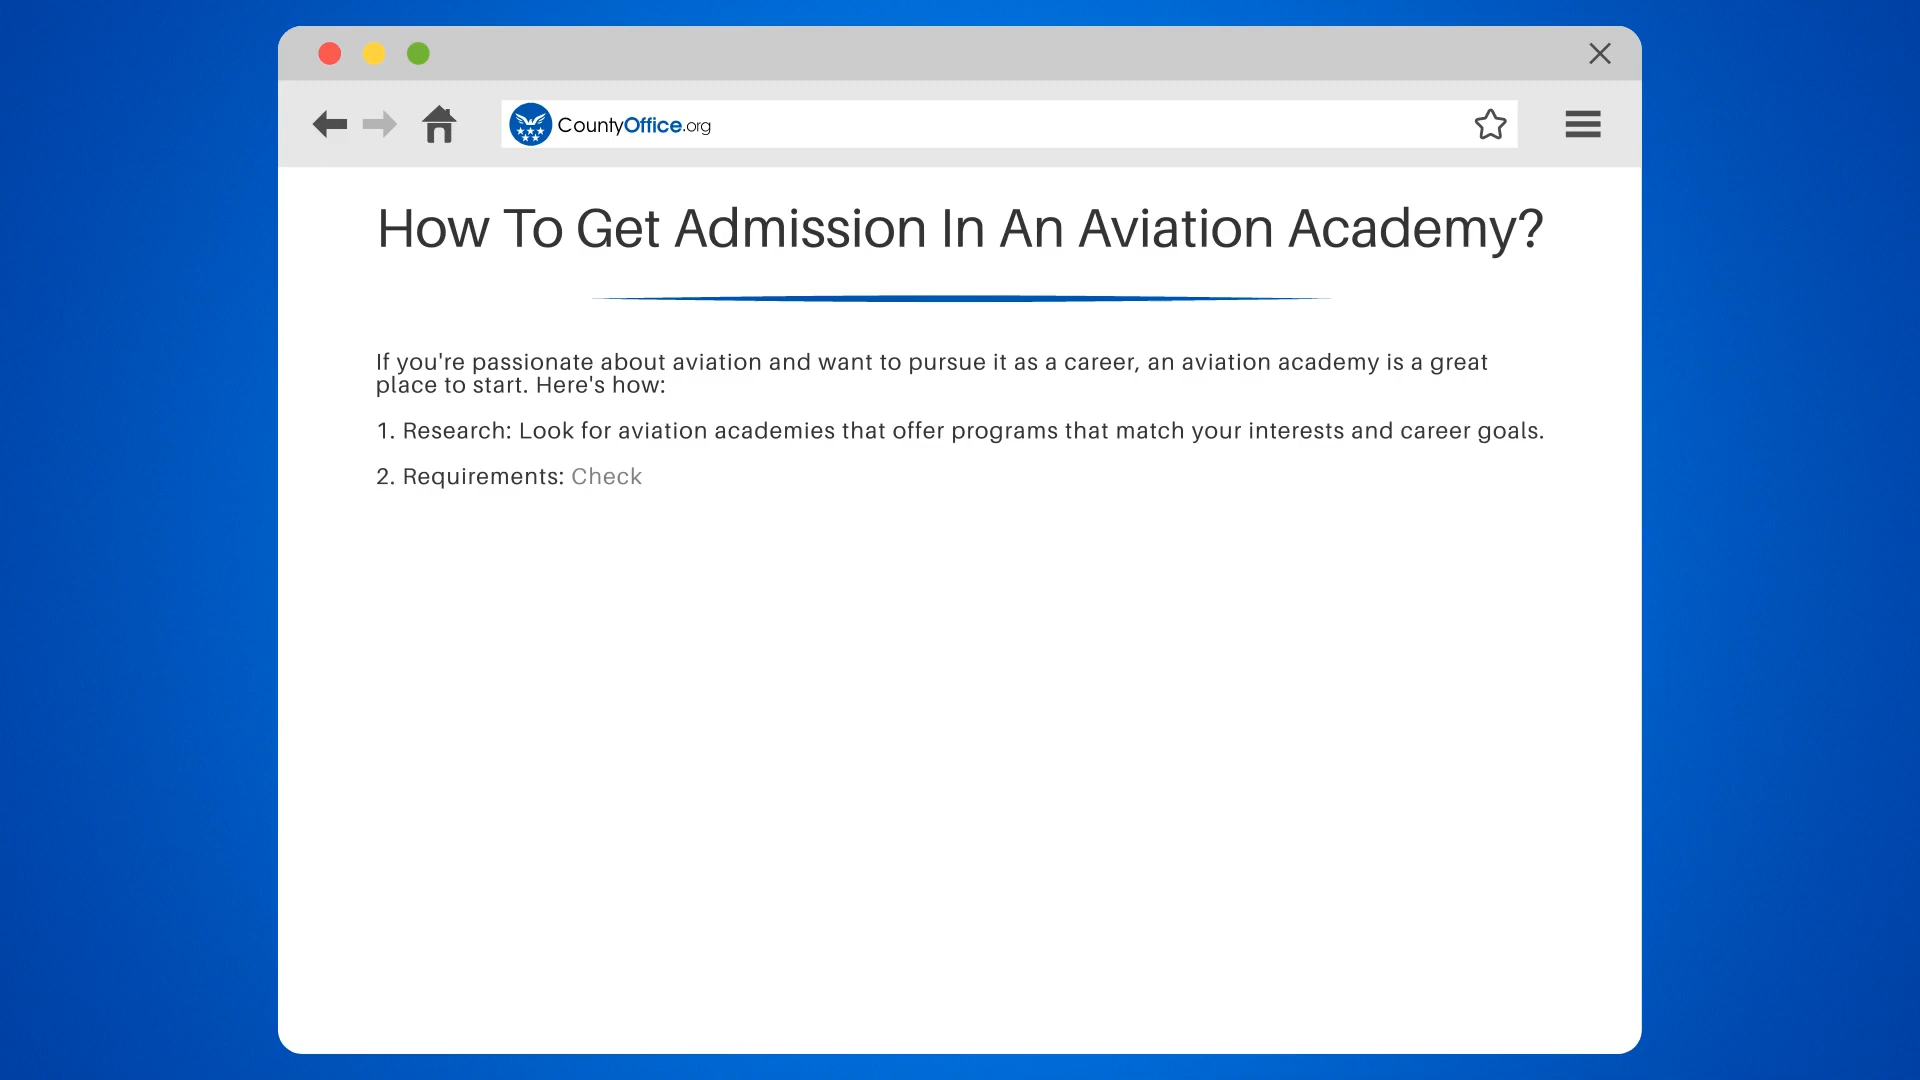 CountyOffice.org
How To Get Admission In An Aviation Academy?
If you're passionate about aviation and want to pursue it as a career, an aviation academy is a great
place to start. Here's how:
1. Research: Look for aviation academies that offer programs that match your interests and career goals.
2. Requirements: Check